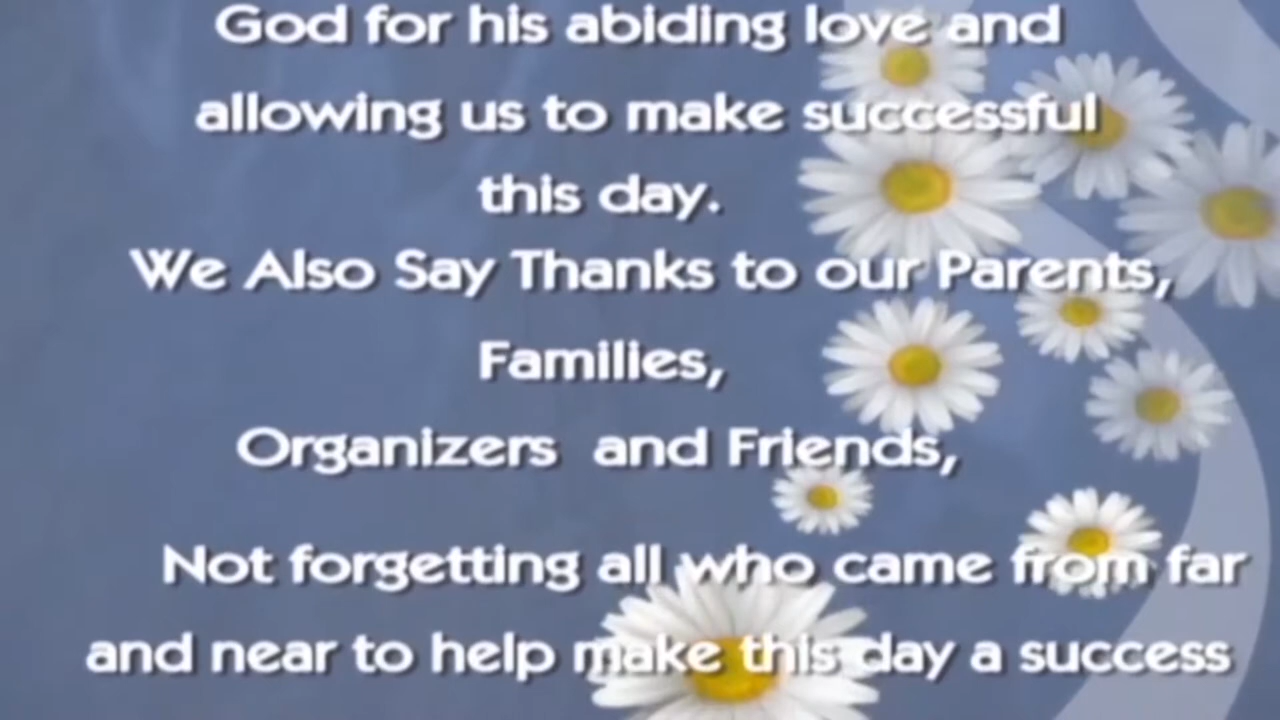 God for his abiding love and
allowing us to make successful
this day.
We Also Say Thanks to our Parents,
Families,
Organizers and Friends,
Not forgetting all who came from far
and near to help make this day a success